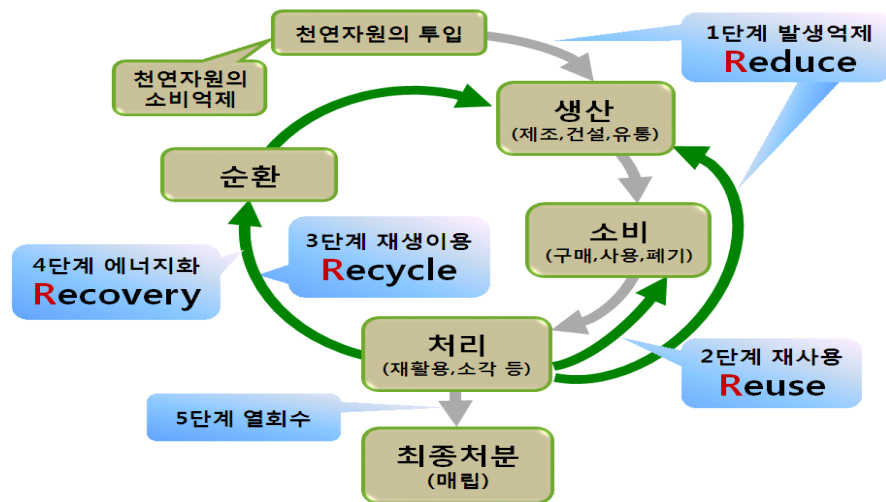 천연자원의 투입
1단계 발생억제
Reduce
천연자원의
소비억제
생산
(제조,건설,유통)
순환
소비
(구매,사용,폐기)
3단계 재생이용
Recycle
4단계 에너지화
Recovery
처리
(재활용,소각 등)
2단계 재사용
Reuse
5단계 열회수
최종처분
(매립)